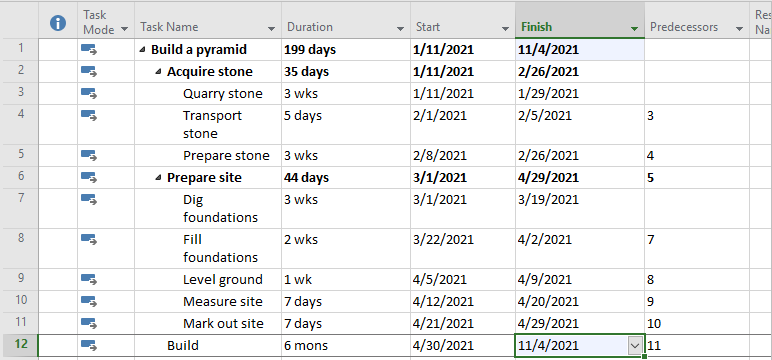 Task Mode Task Name Duration Start Finish Predecessors Res Na
1 Build a pyramid 199 days 1/11/2021 11/4/2021
2 Acquire stone 35 days 1/11/2021 2/26/2021
3 Quarry stone 3 wks 1/11/2021 1/29/2021
4 Transport stone 5 days 2/1/2021 2/5/2021 3
5 Prepare stone 3 wks 2/8/2021 2/26/2021 4
6 Prepare site 44 days 3/1/2021 4/29/2021 5
7 Dig foundations 3 wks 3/1/2021 3/19/2021
8 Fill foundations 2 wks 3/22/2021 4/2/2021 7
9 Level ground 1 wk 4/5/2021 4/9/2021 8
10 Measure site 7 days 4/12/2021 4/20/2021 9
11 Mark out site 7 days 4/21/2021 4/29/2021 10
12 Build 6 mons 4/30/2021 11/4/2021 11